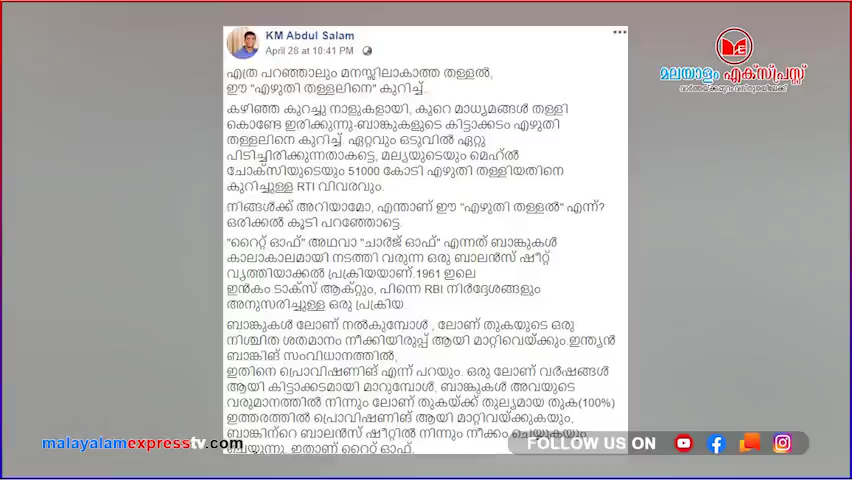 KM Abdul Salam
April 28 at 10:41 PM
എത്ര പറഞ്ഞാലും മനസ്സിലാകാത്ത തള്ളൽ,
ഈ "എഴുതി തള്ളലിനെ" കുറിച്ച്..
കഴിഞ്ഞ കുറച്ചു നാളുകളായി, കുറെ മാധ്യമങ്ങൾ തള്ളി
കൊണ്ടേ ഇരിക്കുന്നു-ബാങ്കുകളുടെ കിട്ടാക്കടം എഴുതി
തള്ളലിനെ കുറിച്ച്. ഏറ്റവും ഒടുവിൽ ഏറ്റു
പിടിച്ചിരിക്കുന്നതാകട്ടെ, മല്യയുടെയും മെഹ്ൽ
ചോക്സിയുടെയും 51000 കോടി എഴുതി തള്ളിയതിനെ
കുറിച്ചുള്ള RTI വിവരവും.
നിങ്ങൾക്ക് അറിയാമോ, എന്താണ് ഈ "എഴുതി തള്ളൽ" എന്ന്?
ഒരിക്കൽ കൂടി പറഞ്ഞോട്ടെ.
"റൈറ്റ് ഓഫ്" അഥവാ "ചാർജ് ഓഫ്" എന്നത് ബാങ്കുകൾ
കാലാകാലമായി നടത്തി വരുന്ന ഒരു ബാലൻസ് ഷീറ്റ്
വൃത്തിയാക്കൽ പ്രക്രിയയാണ്.1961 ഇലെ
ഇൻകം ടാക്സ് ആക്റ്റും, പിന്നെ RBI നിർദ്ദേശങ്ങളും
അനുസരിച്ചുള്ള ഒരു പ്രക്രിയ.
ബാങ്കുകൾ ലോണ് നൽകുമ്പോൾ , ലോണ് തുകയുടെ ഒരു
നിശ്ചിത ശതമാനം നീക്കിയിരുപ്പ് ആയി മാറ്റിവെയ്ക്കും.ഇന്ത്യൻ
ബാങ്കിങ് സംവിധാനത്തിൽ,
ഇതിനെ പ്രൊവിഷണിങ് എന്ന് പറയും. ഒരു ലോണ് വർഷങ്ങൾ
ആയി കിട്ടാക്കടമായി മാറുമ്പോൾ, ബാങ്കുകൾ അവയുടെ
വരുമാനത്തിൽ നിന്നും ലോണ് തുകയ്ക്ക് തുല്യമായ തുക(100%)
ഇത്തരത്തിൽ പ്രൊവിഷണിങ് ആയി മാറ്റിവയ്ക്കുകയും,
ബാങ്കിന്റെ ബാലൻസ് ഷീറ്റിൽ നിന്നും നീക്കം ചെയ്യുകയും
ചെയ്യുന്നു. ഇതാണ് റൈറ്റ് ഓഫ്.
മലയാളം എക്സ്പ്രസ്സ്
malayalamexpresstv.com
FOLLOW US ON